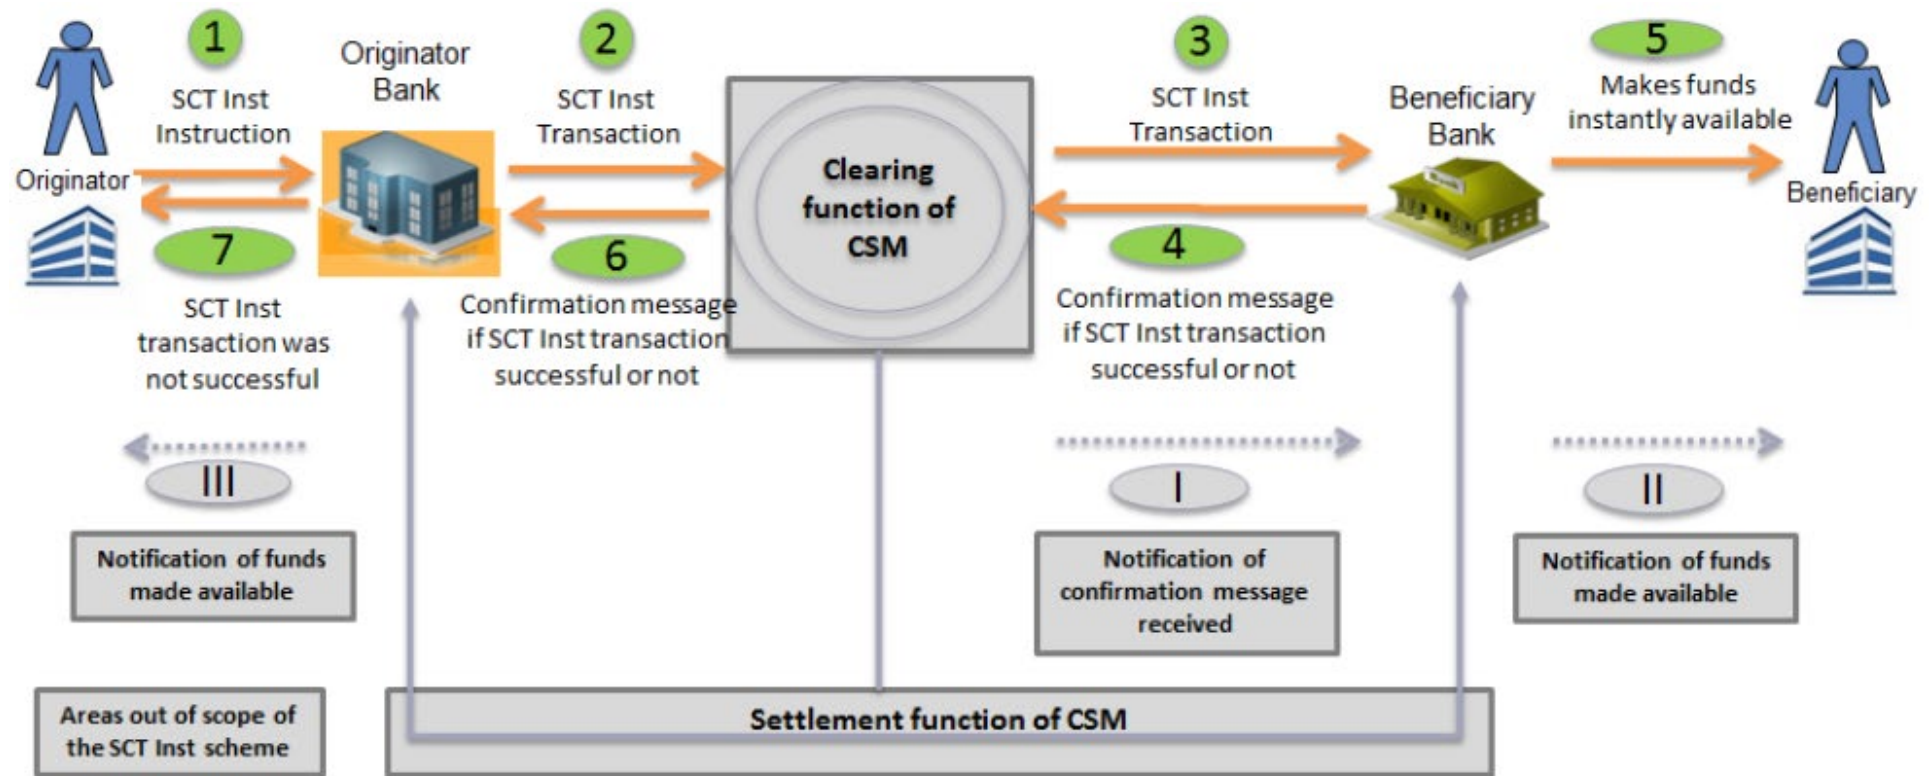 1
SCT Inst
Instruction
Originator
Bank
2
SCT Inst
Transaction
Clearing
function of
CSM
3
SCT Inst
Transaction
Beneficiary
Bank
5
Makes funds
instantly available
Originator
Beneficiary
7
SCT Inst
transaction was
not successful
6
Confirmation message
if SCT Inst transaction
successful or not
4
Confirmation message
if SCT Inst transaction
successful or not
III
Notification of funds
made available
I
Notification of
confirmation message
received
II
Notification of funds
made available
Areas out of scope of
the SCT Inst scheme
Settlement function of CSM